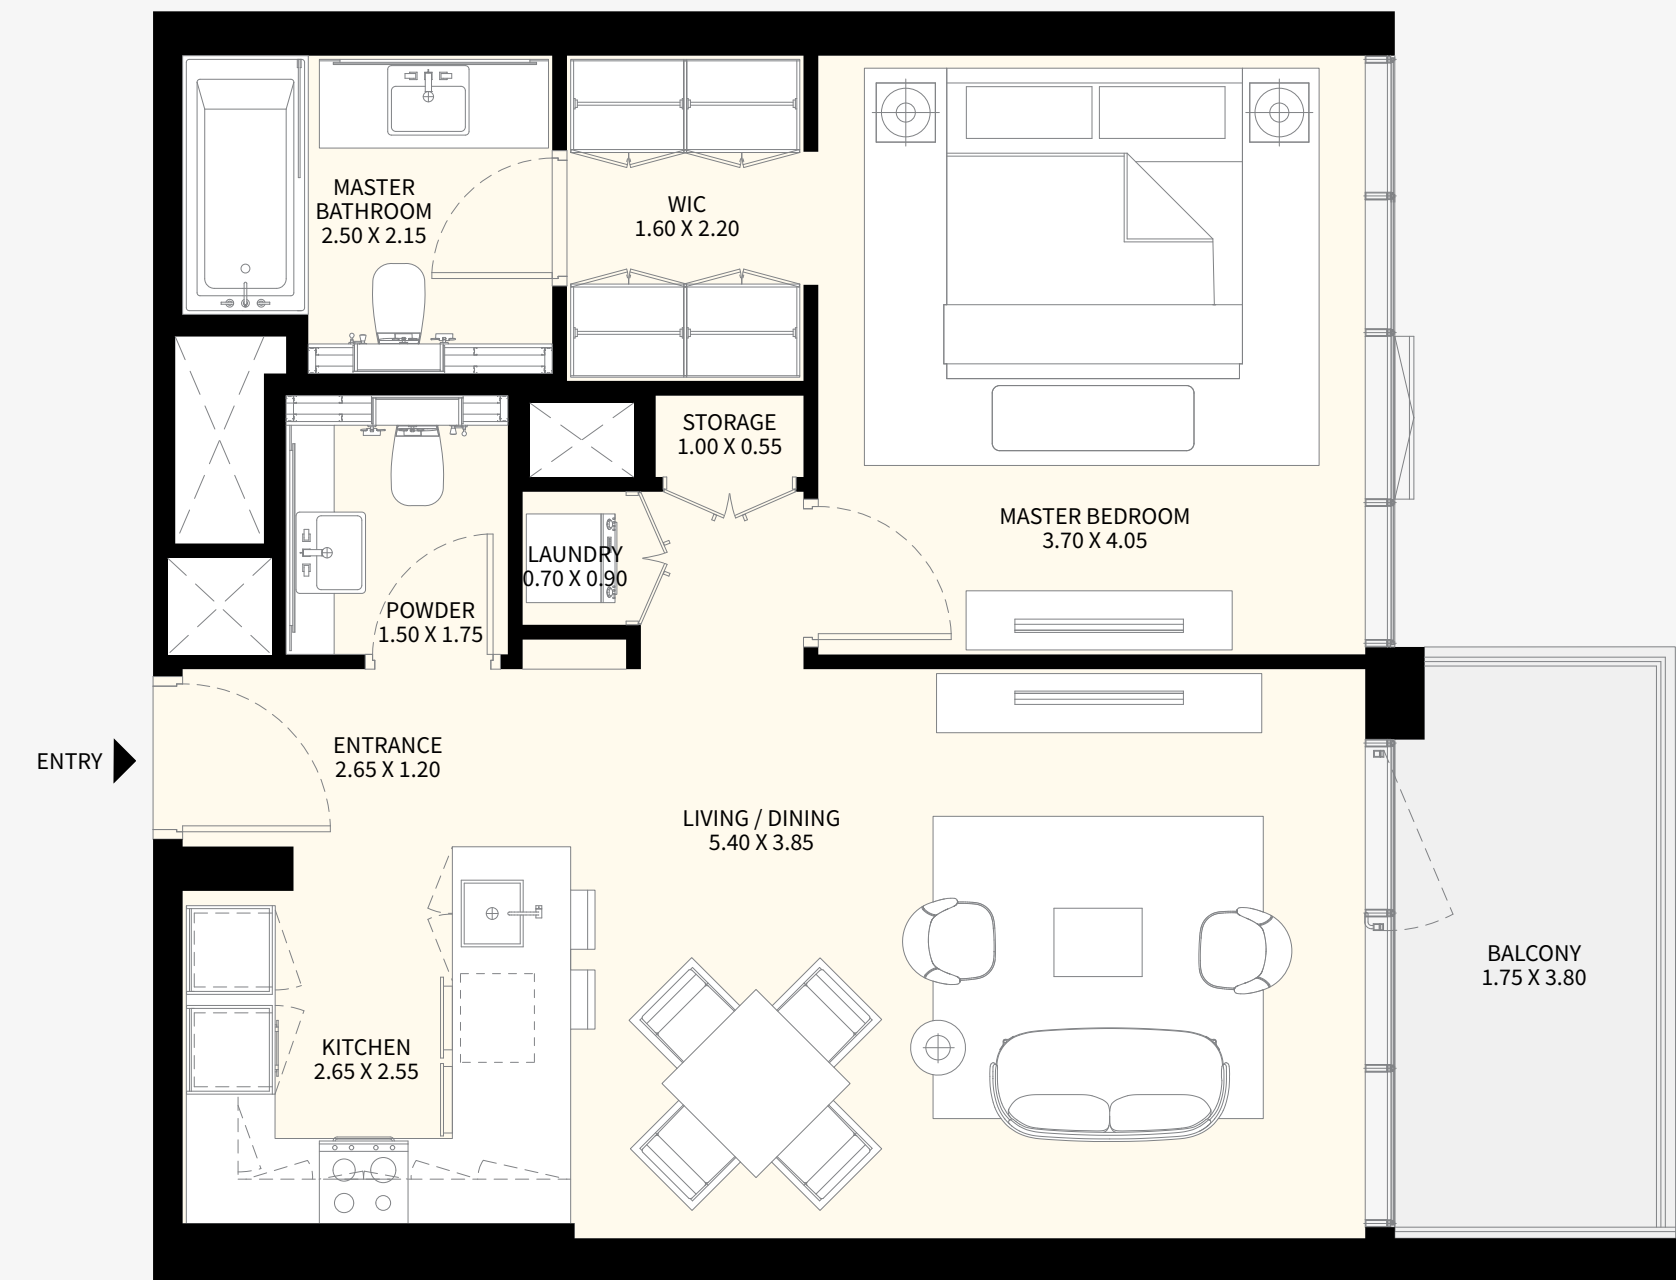 MASTER
BATHROOM
2.50 X 2.15
WIC
1.60 X 2.20
STORAGE
1.00 X 0.55
MASTER BEDROOM
3.70 X 4.05
LAUNDRY
0.70 X 0.90
POWDER
1.50 X 1.75
ENTRY
ENTRANCE
2.65 X 1.20
LIVING / DINING
5.40 X 3.85
BALCONY
1.75 X 3.80
KITCHEN
2.65 X 2.55